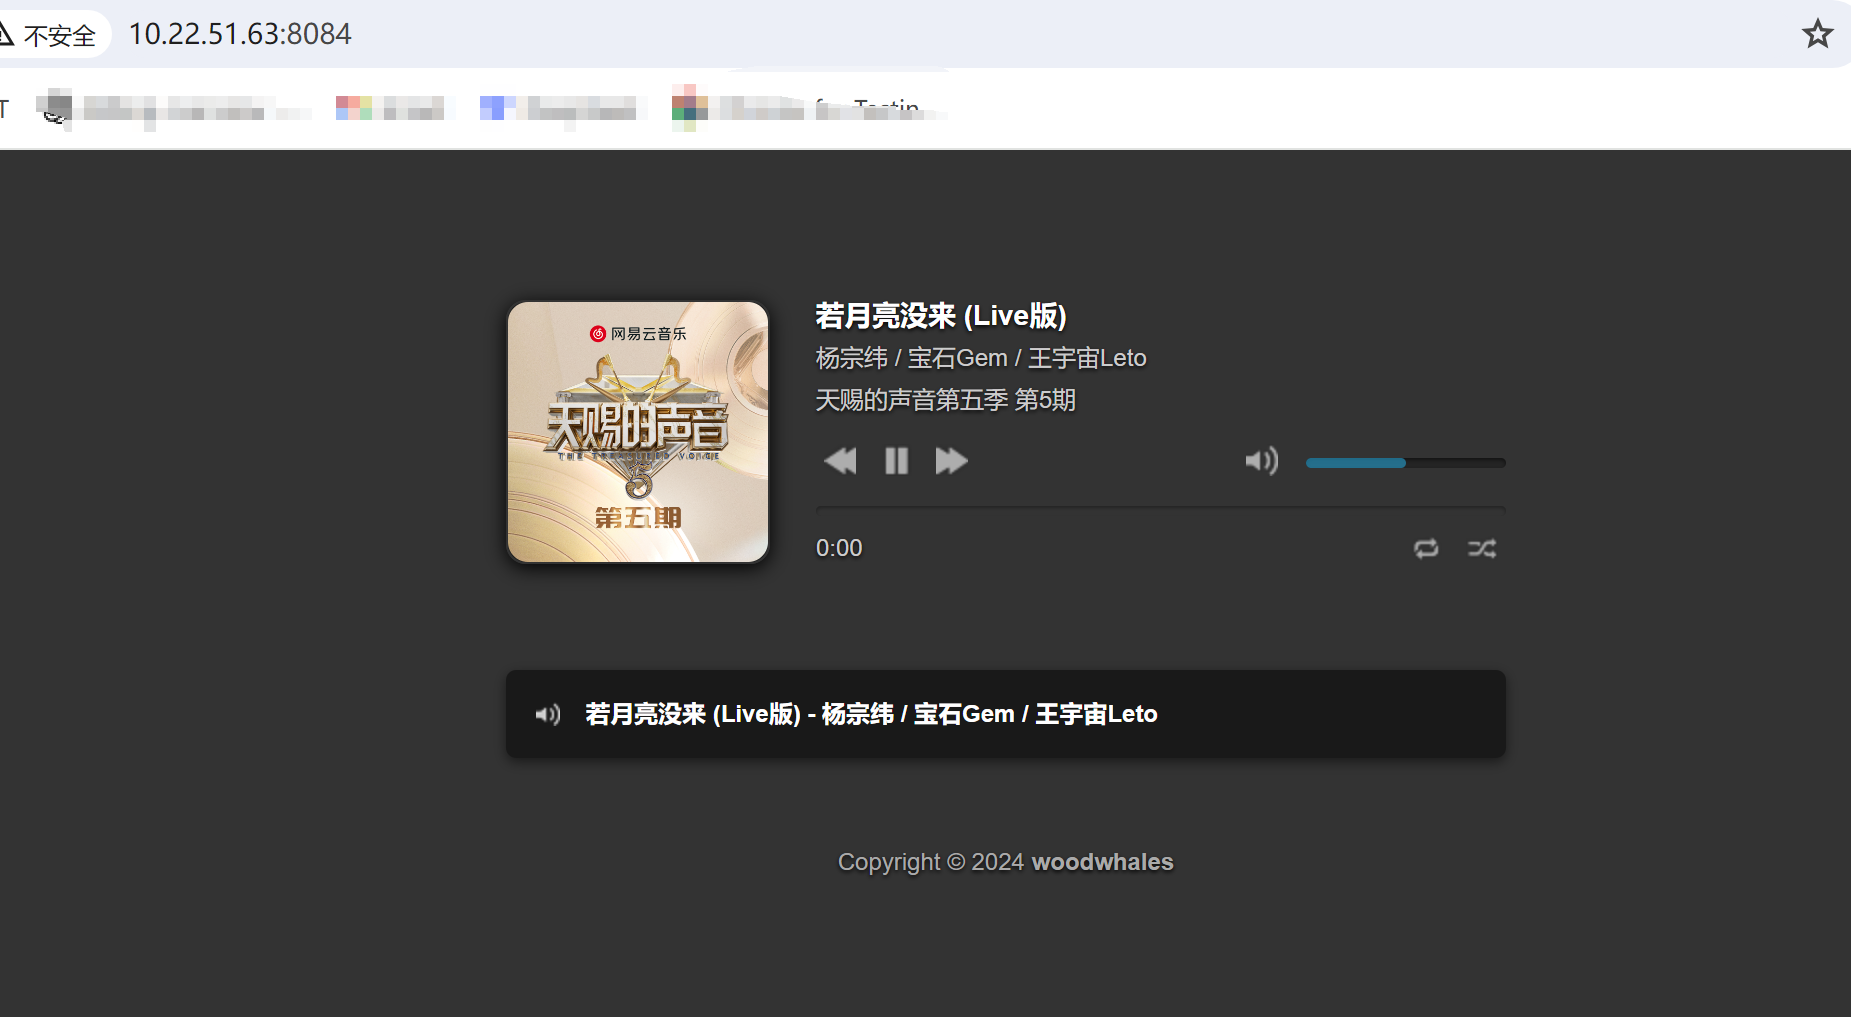 不安全 10.22.51.63:8084
网易云音乐
天赐的声音
THE TREASURED VOICE
5
第五期
若月亮没来 (Live版)
杨宗纬 / 宝石Gem / 王宇宙Leto
天赐的声音第五季 第5期
0:00
若月亮没来 (Live版) - 杨宗纬 / 宝石Gem / 王宇宙Leto
Copyright © 2024 woodwhales